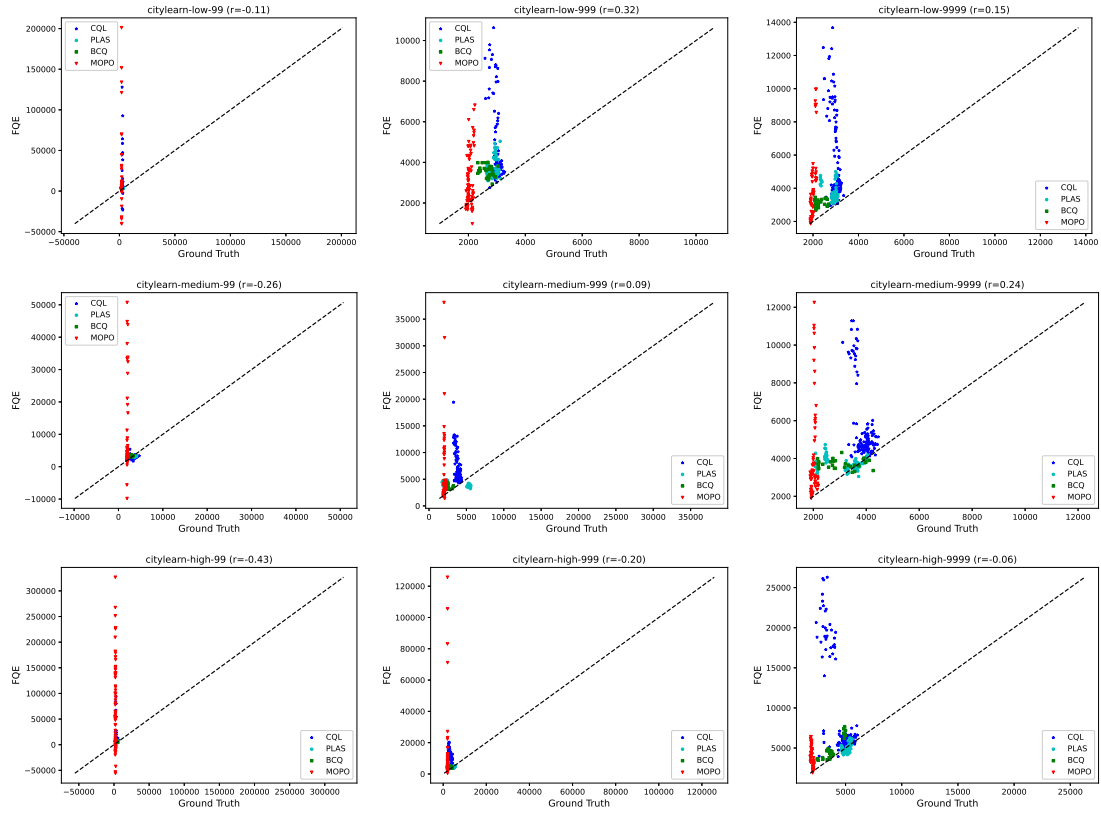 citylearn-low-99 (r=-0.11)
FQE
200000
150000
100000
50000
0
−50000
CQL
PLAS
BCQ
MOPO
−50000 0 50000 100000 150000 200000
Ground Truth
citylearn-low-999 (r=0.32)
FQE
10000
8000
6000
4000
2000
CQL
PLAS
BCQ
MOPO
2000 4000 6000 8000 10000
Ground Truth
citylearn-low-9999 (r=0.15)
FQE
14000
12000
10000
8000
6000
4000
2000
CQL
PLAS
BCQ
MOPO
2000 4000 6000 8000 10000 12000 14000
Ground Truth
citylearn-medium-99 (r=-0.26)
FQE
50000
40000
30000
20000
10000
0
−10000
CQL
PLAS
BCQ
MOPO
−10000 0 10000 20000 30000 40000 50000
Ground Truth
citylearn-medium-999 (r=0.09)
FQE
35000
30000
25000
20000
15000
10000
5000
0
CQL
PLAS
BCQ
MOPO
0 5000 10000 15000 20000 25000 30000 35000
Ground Truth
citylearn-medium-9999 (r=0.24)
FQE
12000
10000
8000
6000
4000
2000
CQL
PLAS
BCQ
MOPO
2000 4000 6000 8000 10000 12000
Ground Truth
citylearn-high-99 (r=-0.43)
FQE
300000
250000
200000
150000
100000
50000
0
−50000
CQL
PLAS
BCQ
MOPO
−50000 0 50000 100000 150000 200000 250000 300000
Ground Truth
citylearn-high-999 (r=-0.20)
FQE
120000
100000
80000
60000
40000
20000
0
CQL
PLAS
BCQ
MOPO
0 20000 40000 60000 80000 100000 120000
Ground Truth
citylearn-high-9999 (r=-0.06)
FQE
25000
20000
15000
10000
5000
CQL
PLAS
BCQ
MOPO
5000 10000 15000 20000 25000
Ground Truth